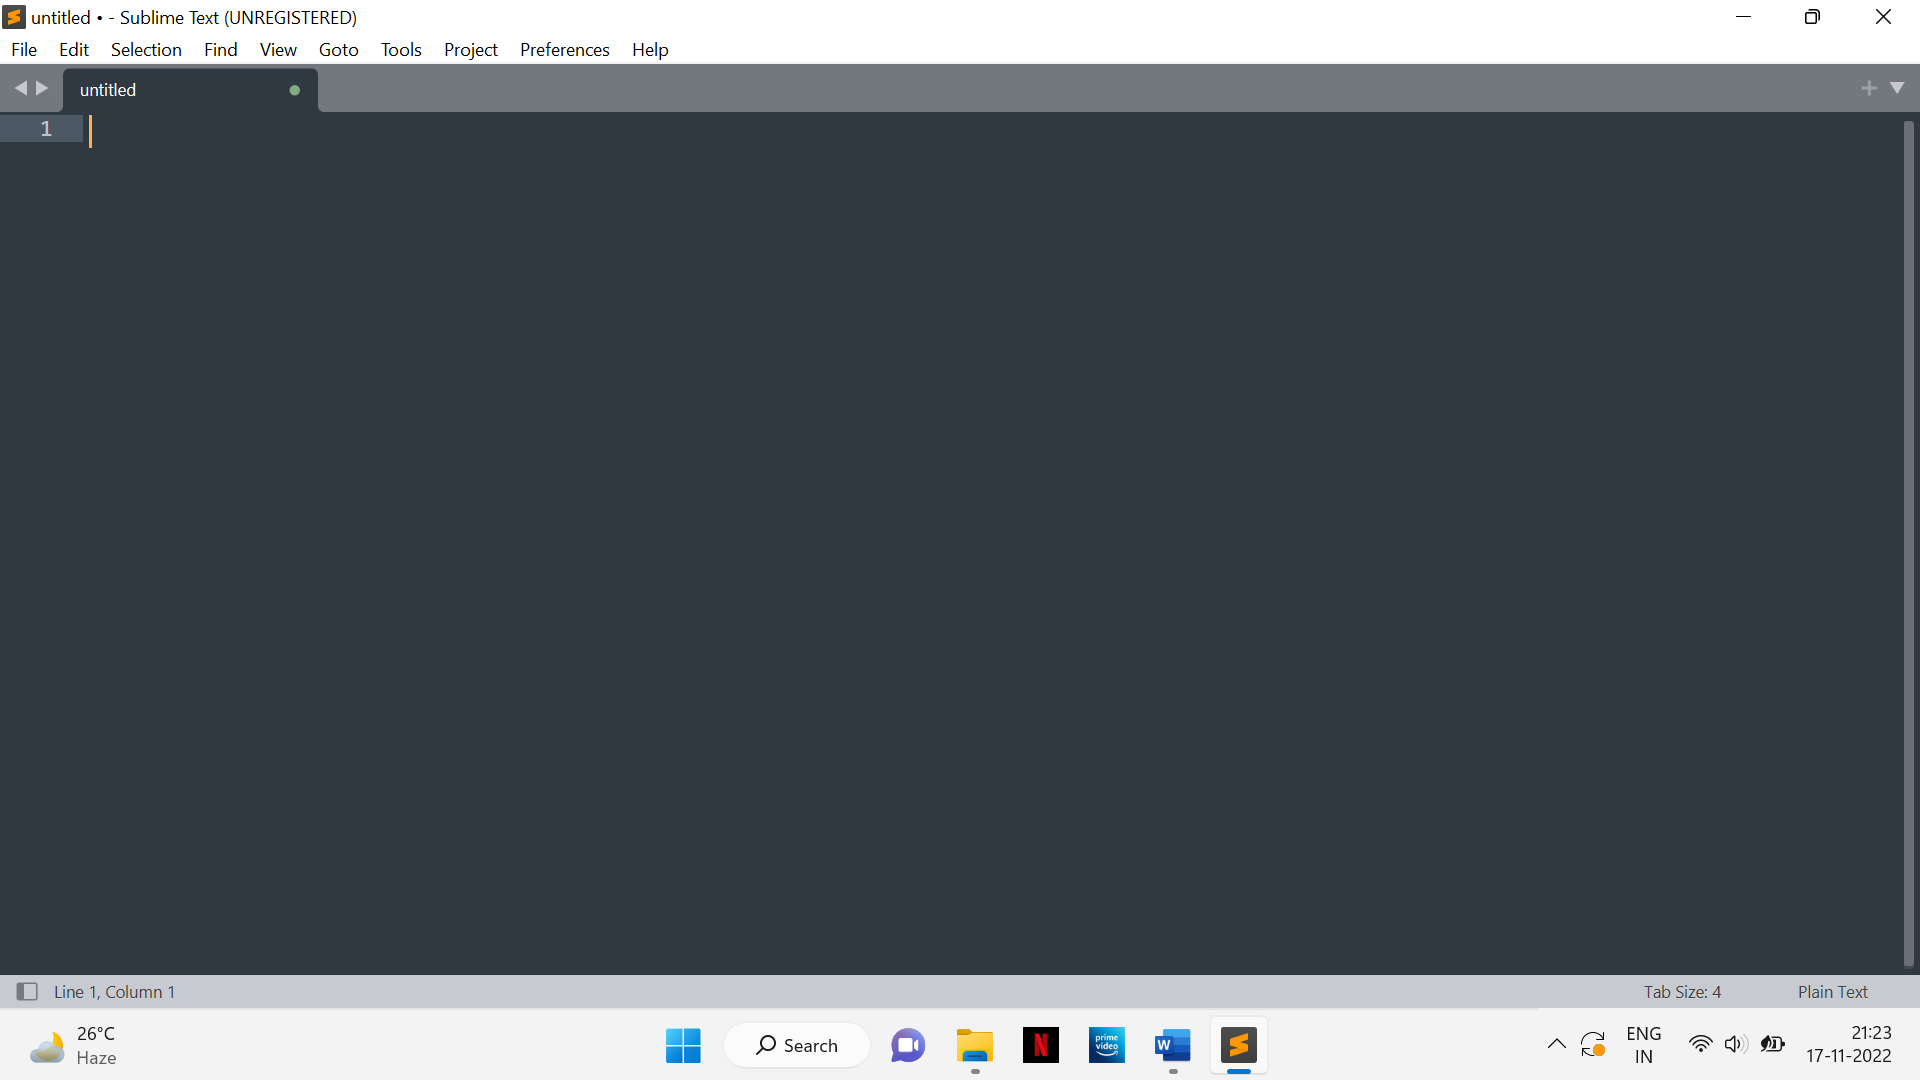 untitled • - Sublime Text (UNREGISTERED)
File Edit Selection Find View Goto Tools Project Preferences Help
untitled
1
Line 1, Column 1 Tab Size: 4 Plain Text
26°C
Haze
Search
prime video
W
ENG
IN
21:23
17-11-2022